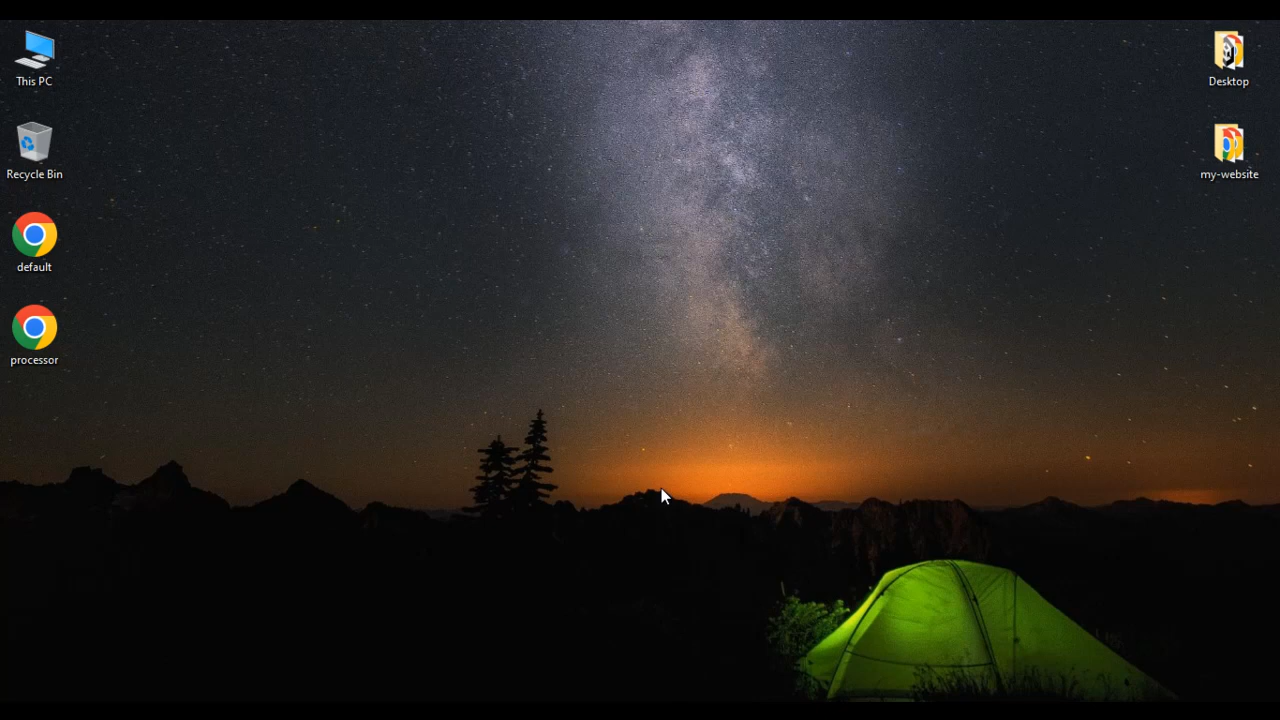 This PC
Recycle Bin
default
processor
Desktop
my-website